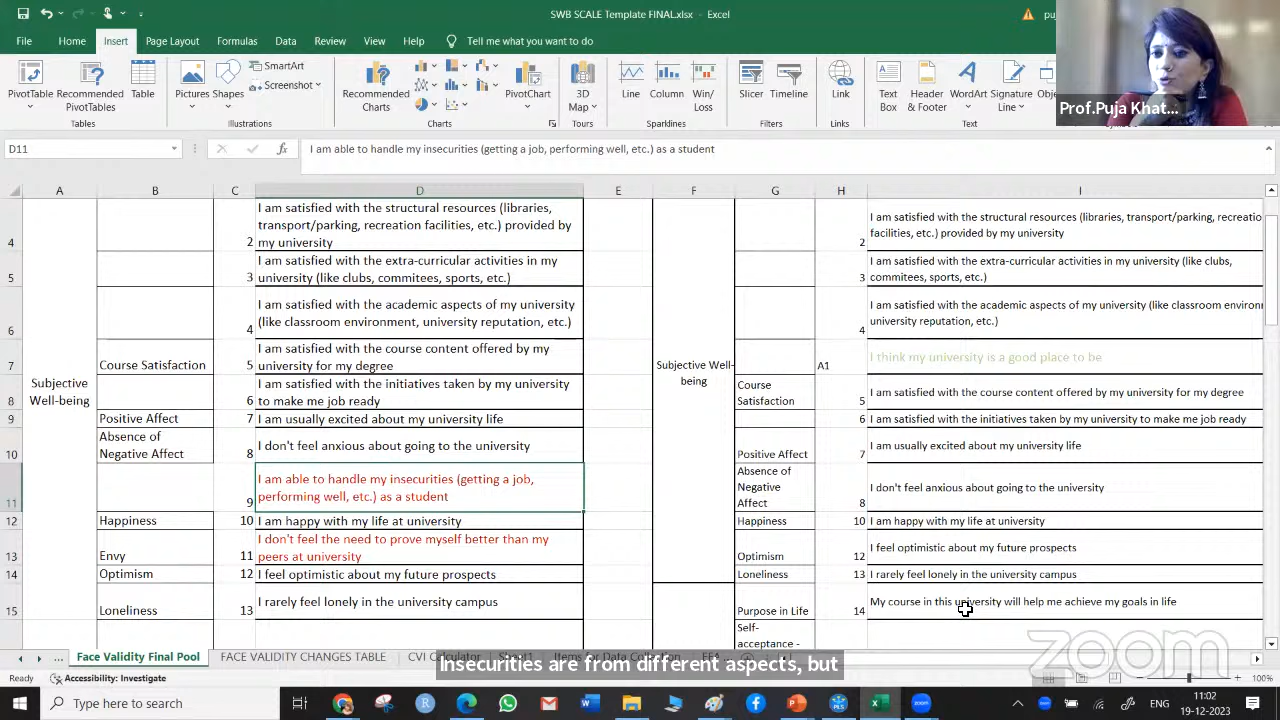 SWB SCALE Template FINAL.xlsx - Excel
File Home Insert Page Layout Formulas Data Review View Help Tell me what you want to do
PivotTable Recommended PivotTables Table
Pictures Shapes SmartArt Screenshot
Recommended Charts PivotChart 3D Map
Line Column Win/Loss Slicer Timeline Link
Text Box Header & Footer WordArt Signature Line
Tables Illustrations Charts Tours Sparklines Filters Links Text
Prof.Puja Khat...
D11 I am able to handle my insecurities (getting a job, performing well, etc.) as a student
A B C D E F G H I
4
2
I am satisfied with the structural resources (libraries,
transport/parking, recreation facilities, etc.) provided by
my university
2
I am satisfied with the structural resources (libraries, transport/parking, recreatio
facilities, etc.) provided by my university
5
3
I am satisfied with the extra-curricular activities in my
university (like clubs, commitees, sports, etc.)
3
I am satisfied with the extra-curricular activities in my university (like clubs,
commitees, sports, etc.)
6
4
I am satisfied with the academic aspects of my university
(like classroom environment, university reputation, etc.)
4
I am satisfied with the academic aspects of my university (like classroom environ
university reputation, etc.)
7
Course Satisfaction
5
I am satisfied with the course content offered by my
university for my degree
Subjective Well-
being
A1
I think my university is a good place to be
Subjective
Well-being
8
6
I am satisfied with the initiatives taken by my university
to make me job ready
Course
Satisfaction
5
I am satisfied with the course content offered by my university for my degree
9
Positive Affect
7
I am usually excited about my university life
6
I am satisfied with the initiatives taken by my university to make me job ready
10
Absence of
Negative Affect
8
I don't feel anxious about going to the university
Positive Affect
7
I am usually excited about my university life
11
9
I am able to handle my insecurities (getting a job,
performing well, etc.) as a student
Absence of
Negative
Affect
8
I don't feel anxious about going to the university
12
Happiness
10
I am happy with my life at university
Happiness
10
I am happy with my life at university
13
Envy
11
I don't feel the need to prove myself better than my
peers at university
Optimism
12
I feel optimistic about my future prospects
14
Optimism
12
I feel optimistic about my future prospects
Loneliness
13
I rarely feel lonely in the university campus
15
Loneliness
13
I rarely feel lonely in the university campus
Purpose in Life
14
My course in this university will help me achieve my goals in life
Self-
acceptance -
zoom
... Face Validity Final Pool FACE VALIDITY CHANGES TABLE CVI Calculator Items for Data Collection
Insecurities are from different aspects, but
Ready Accessibility: Investigate 100%
Type here to search ENG 11:02
19-12-2023